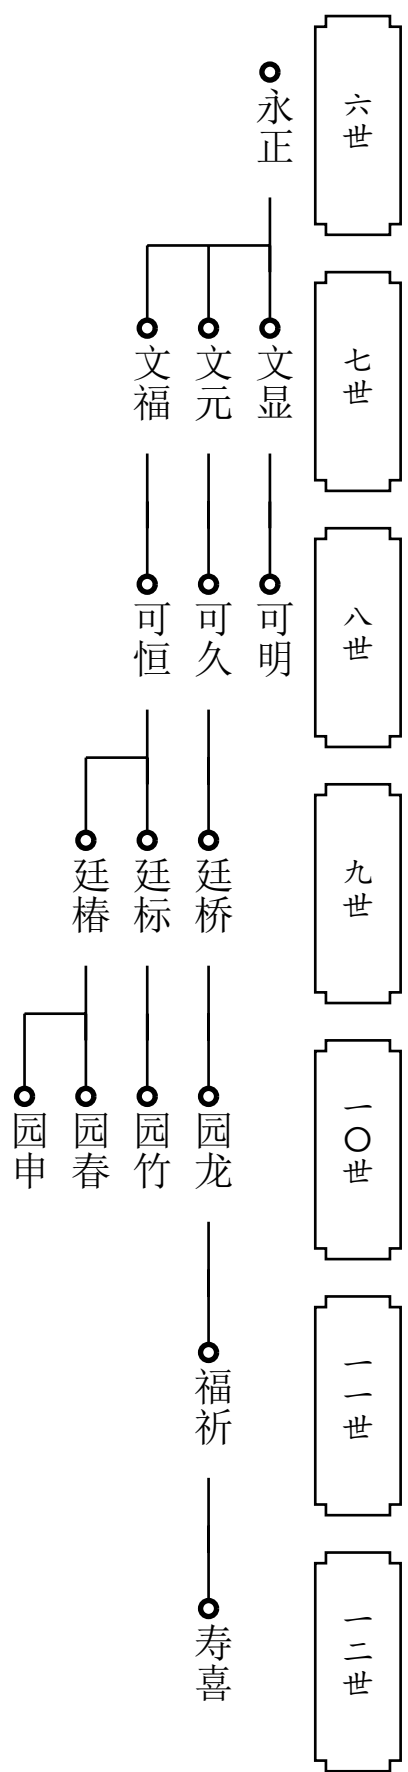 六世
永正
七世
文显
文元
文福
八世
可明
可久
可恒
九世
廷桥
廷标
廷椿
一〇世
园龙
园竹
园春
园申
一一世
福祈
一二世
寿喜